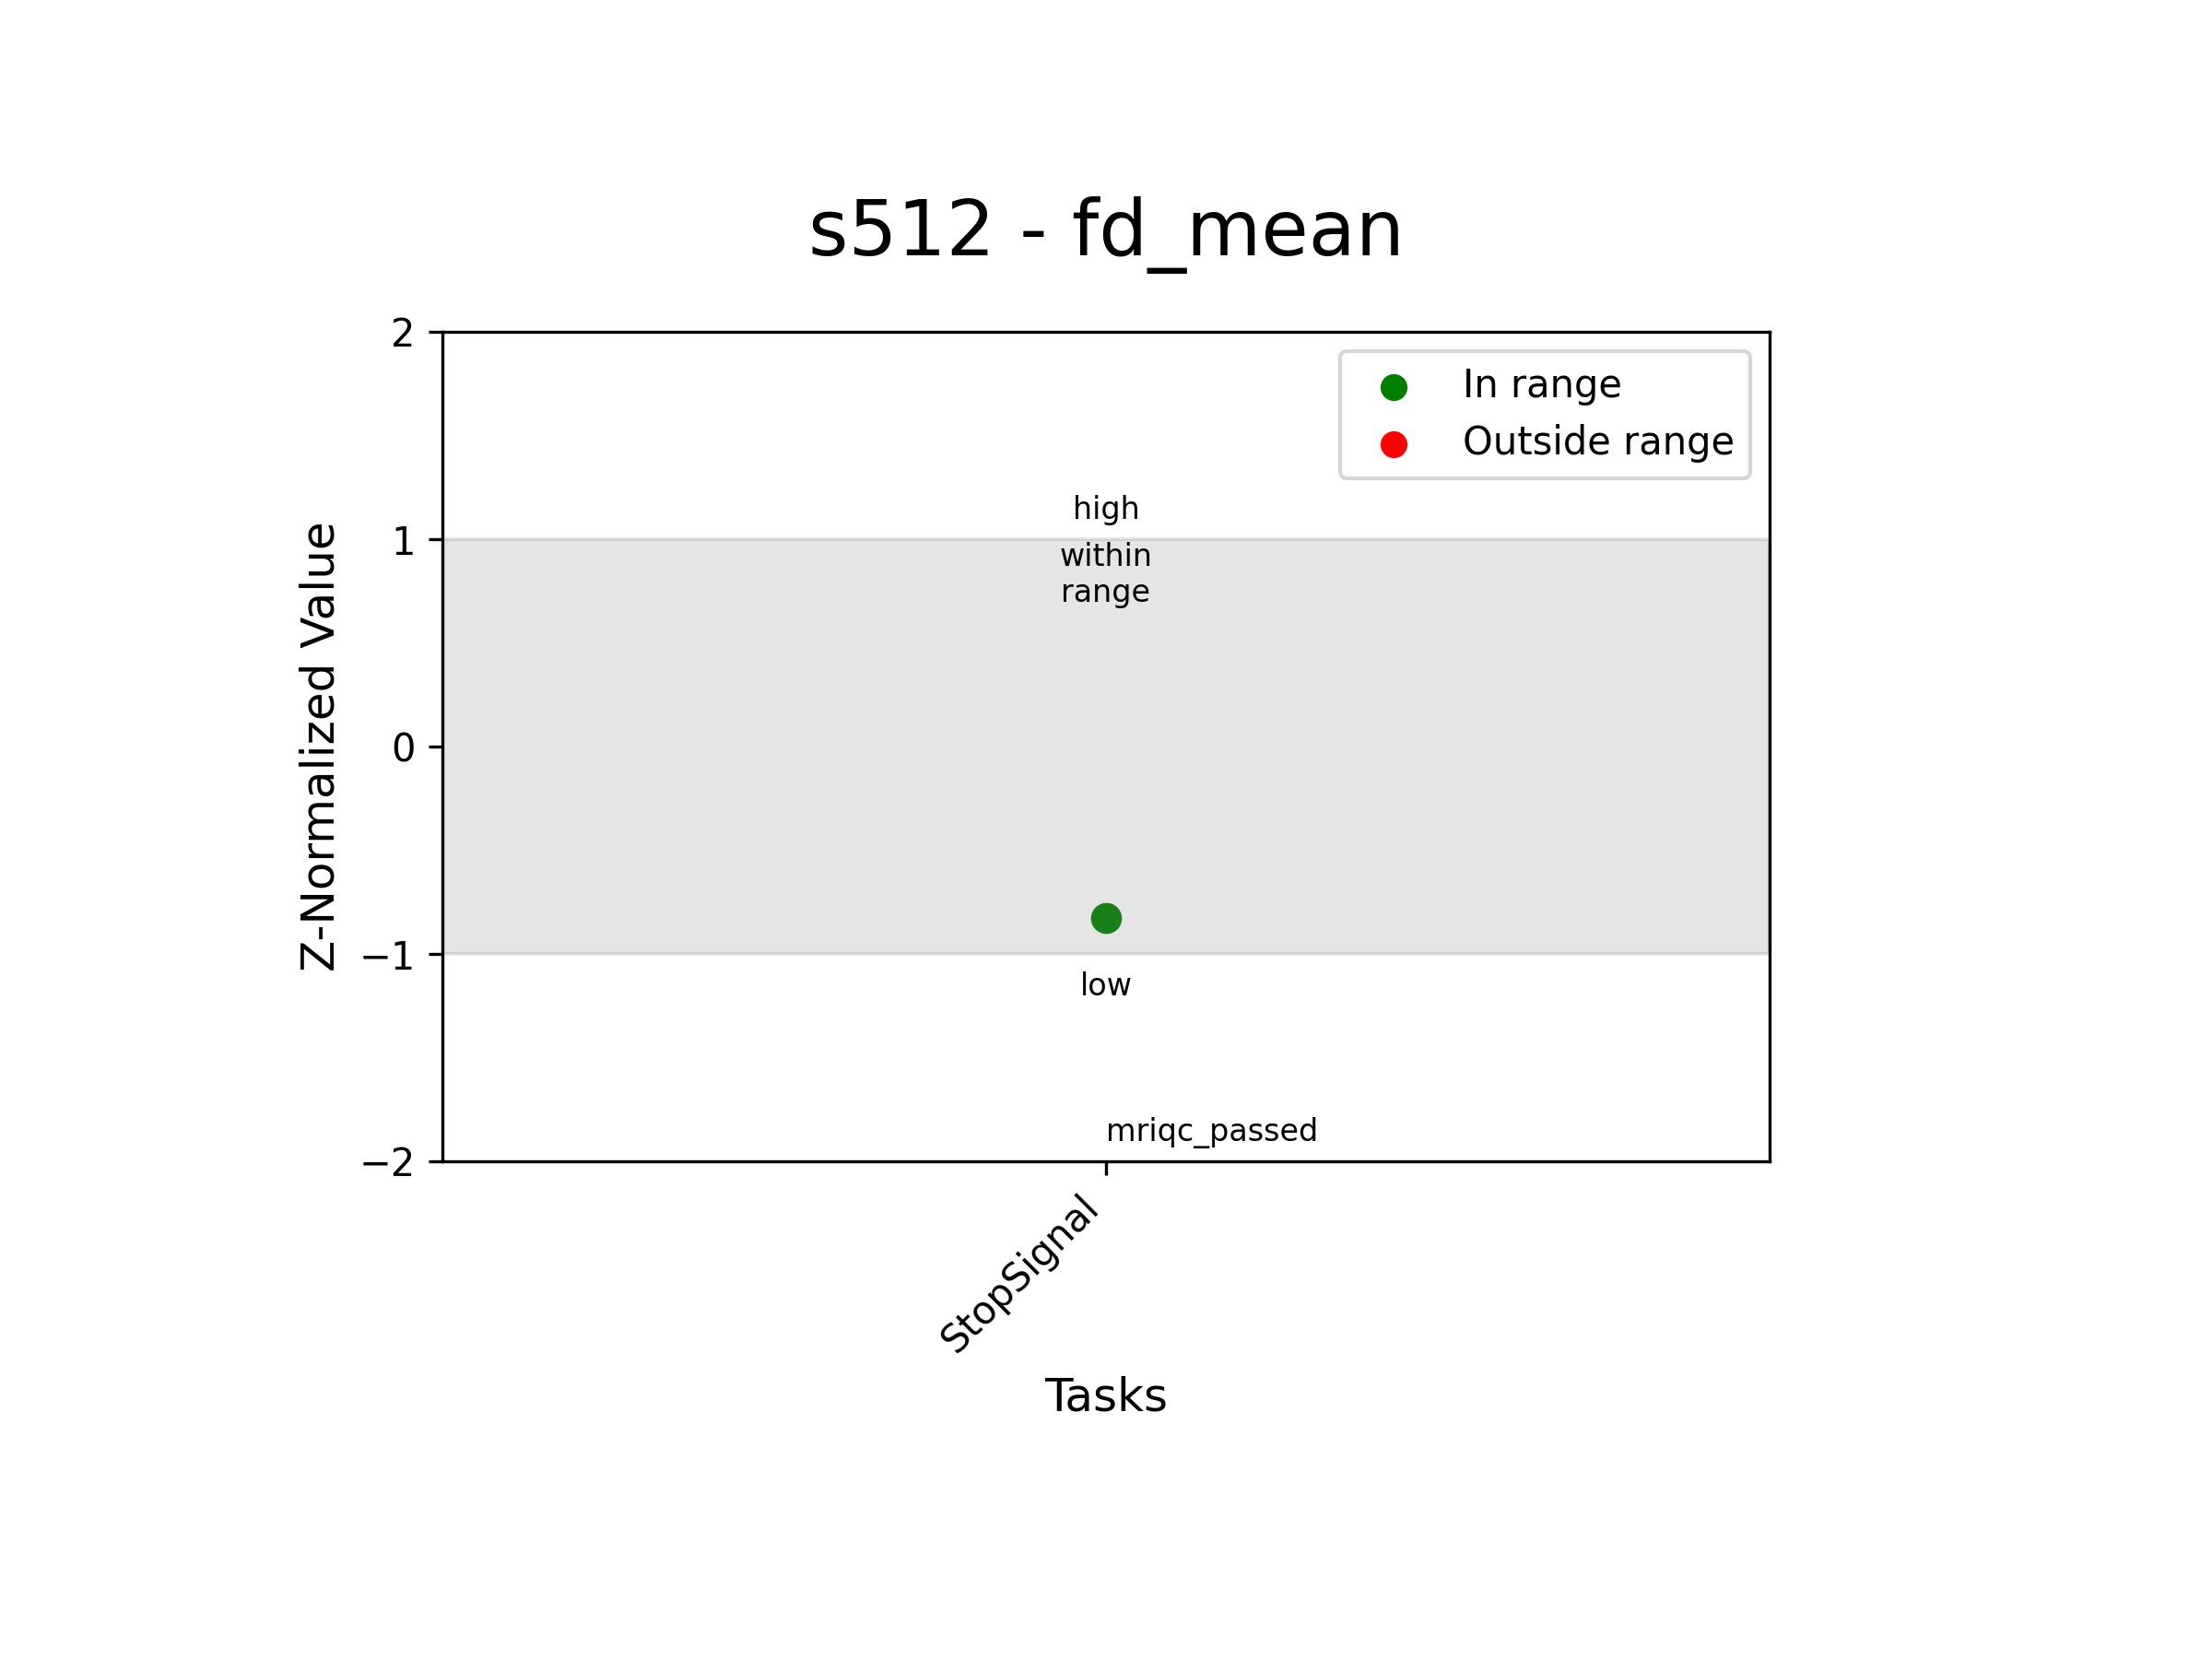 s512 - fd_mean
2
In range
Outside range
high
1
within
range
Z-Normalized Value
0
−1
low
mriqc_passed
−2
StopSignal
Tasks